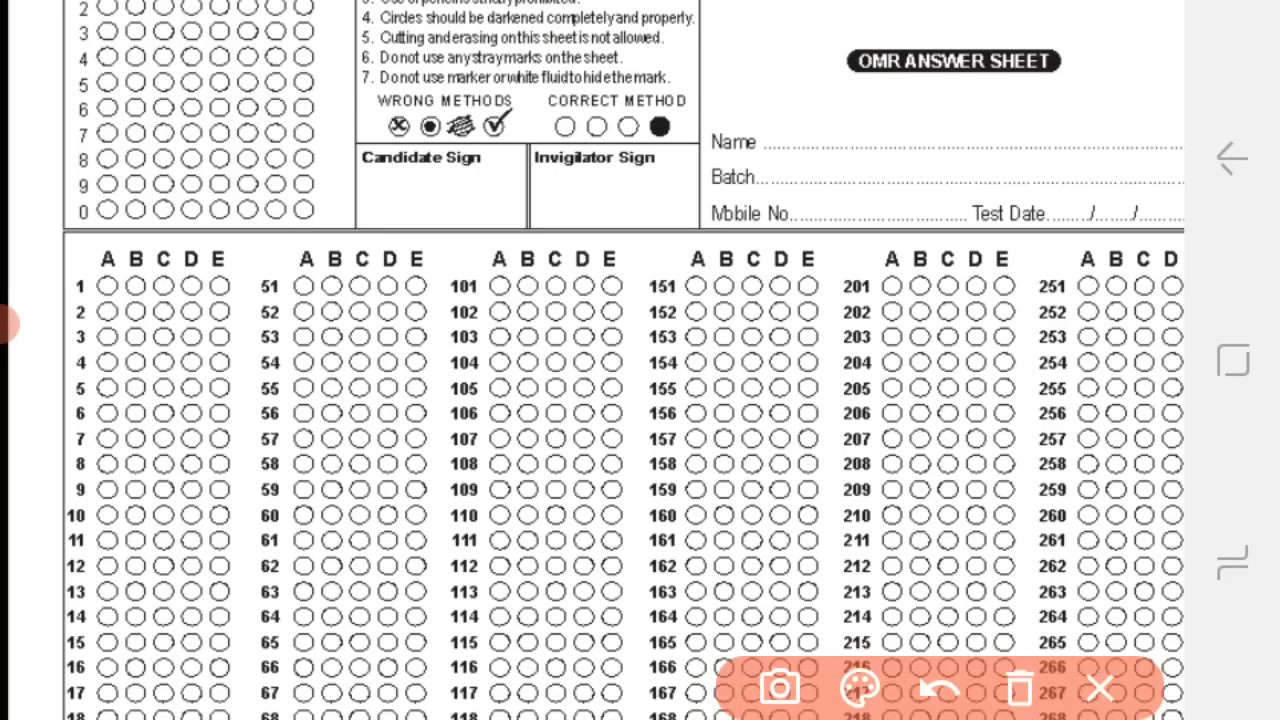 2
3
4. Circles should be darkened completely and properly.
4
5. Cutting and erasing on this sheet is not allowed.
OMR ANSWER SHEET
6. Do not use any stray marks on the sheet.
5
7. Do not use marker or white fluid to hide the mark.
6
WRONG METHODS CORRECT METHOD
7
Name
8
Candidate Sign Invigilator Sign
Batch
9
0
Mobile No. Test Date / /
A B C D E A B C D E A B C D E A B C D E A B C D E A B C D
1 51 101 151 201 251
2 52 102 152 202 252
3 53 103 153 203 253
4 54 104 154 204 254
5 55 105 155 205 255
6 56 106 156 206 256
7 57 107 157 207 257
8 58 108 158 208 258
9 59 109 159 209 259
10 60 110 160 210 260
11 61 111 161 211 261
12 62 112 162 212 262
13 63 113 163 213 263
14 64 114 164 214 264
15 65 115 165 215 265
16 66 116 166 216 266
17 67 117 167 217 267
18 68 118 168 218 268